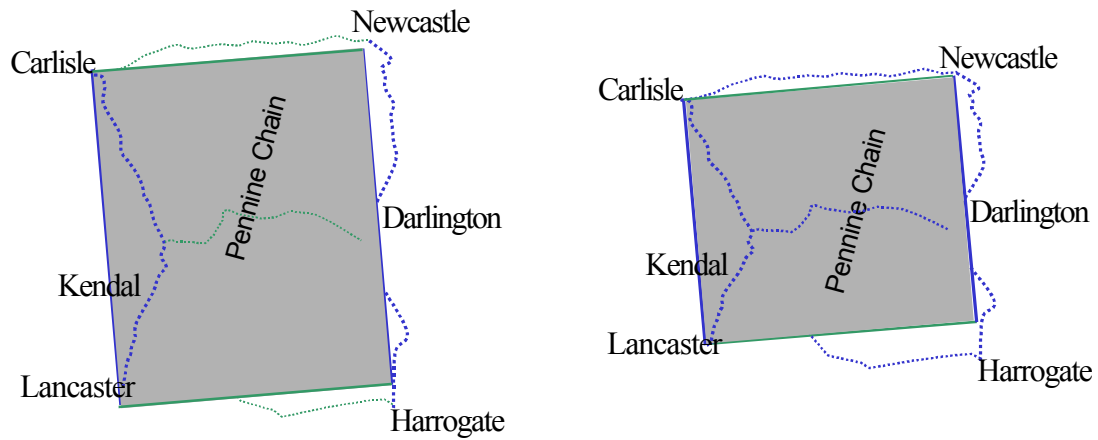 Newcastle
Carlisle
Pennine Chain
Darlington
Kendal
Lancaster
Harrogate
Newcastle
Carlisle
Pennine Chain
Darlington
Kendal
Lancaster
Harrogate